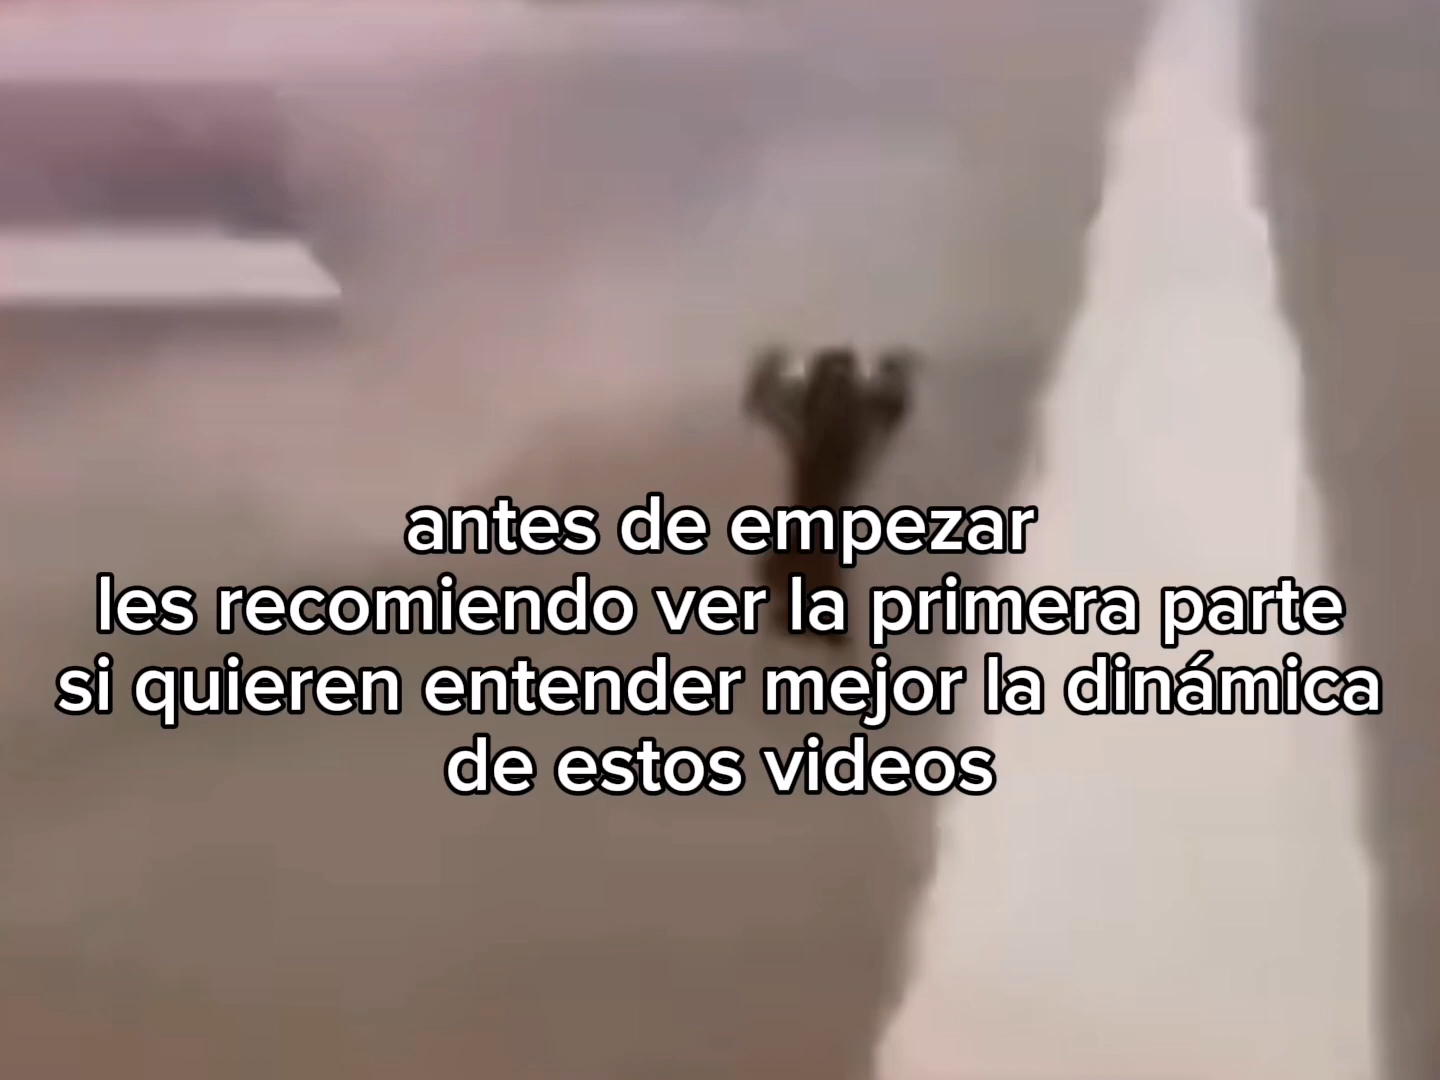 antes de empezar
les recomiendo ver la primera parte
si quieren entender mejor la dinámica
de estos videos